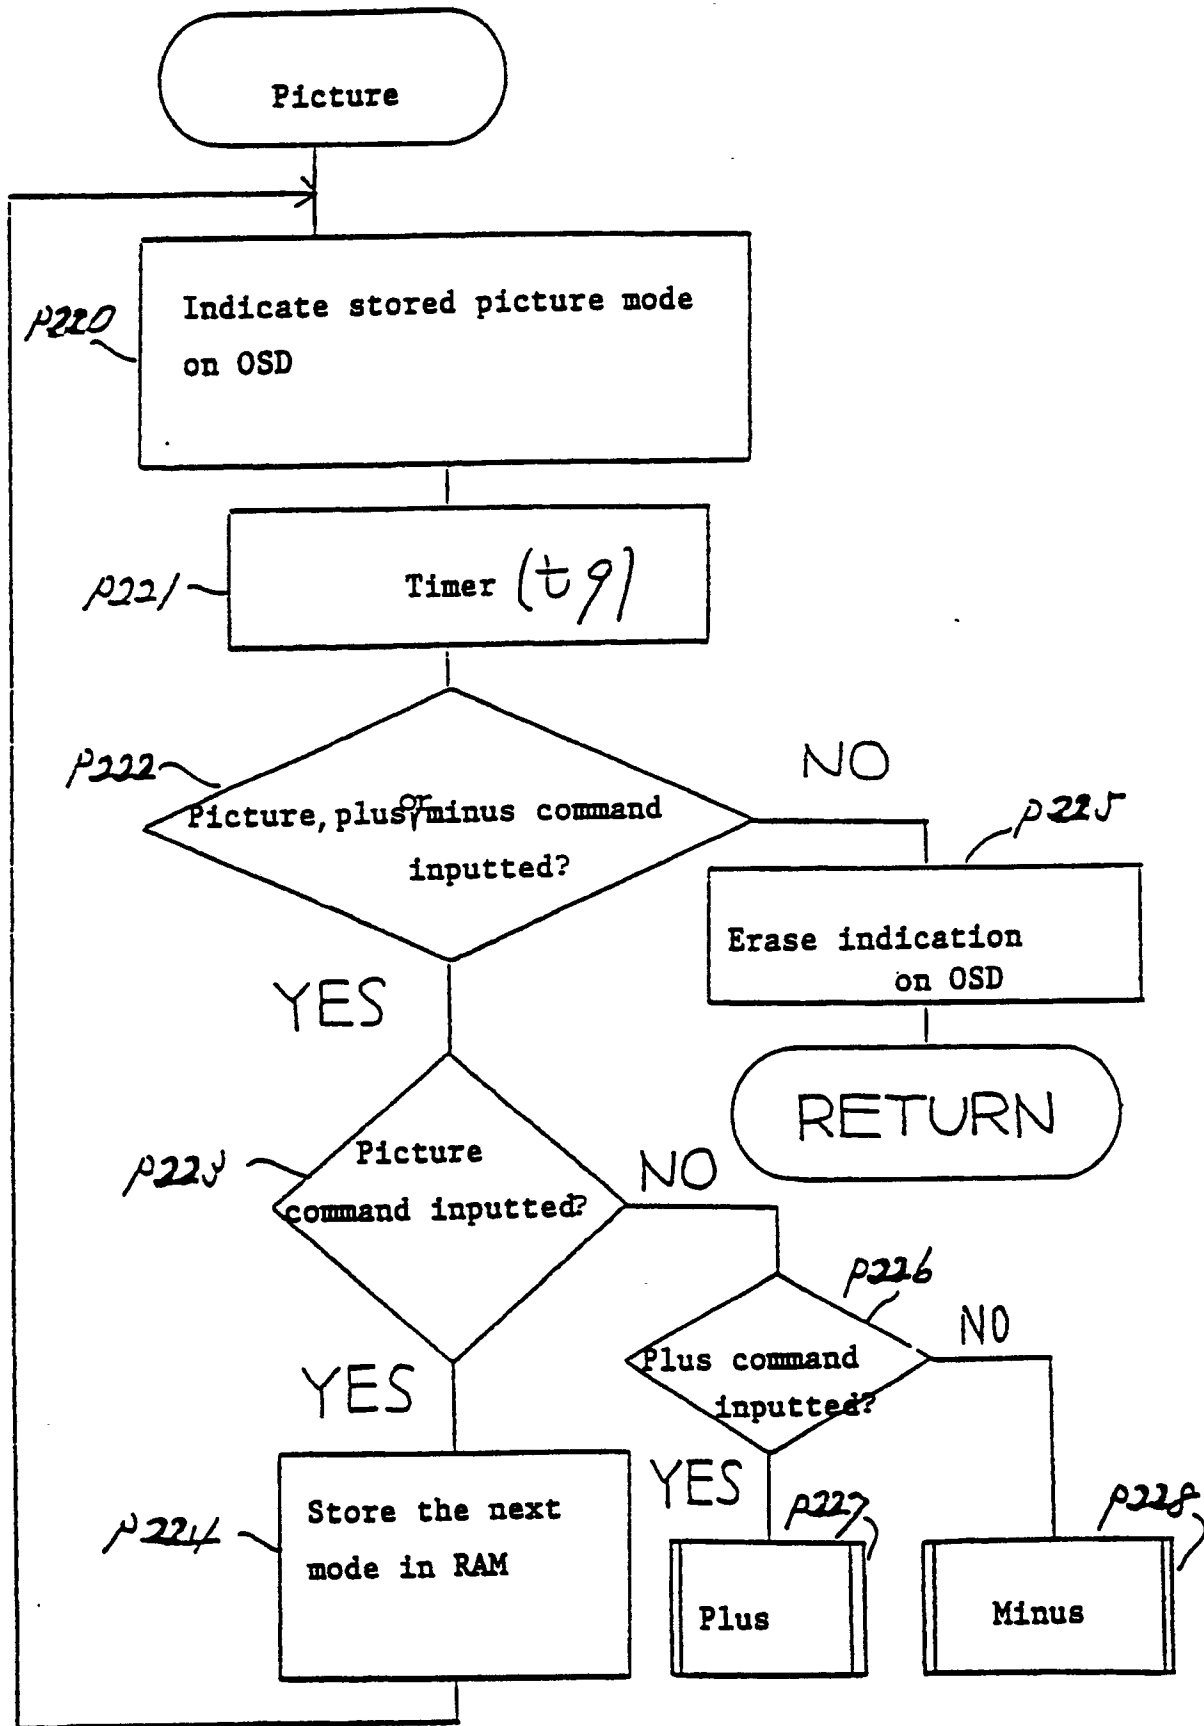 Picture
P220
Indicate stored picture mode
on OSD
P221
Timer (t9)
P222
Picture, plus, or minus command
inputted?
NO
P225
Erase indication
on OSD
YES
RETURN
P223
Picture
command inputted?
NO
P226
Plus command
inputted?
NO
YES
YES
P224
Store the next
mode in RAM
P227
Plus
P228
Minus